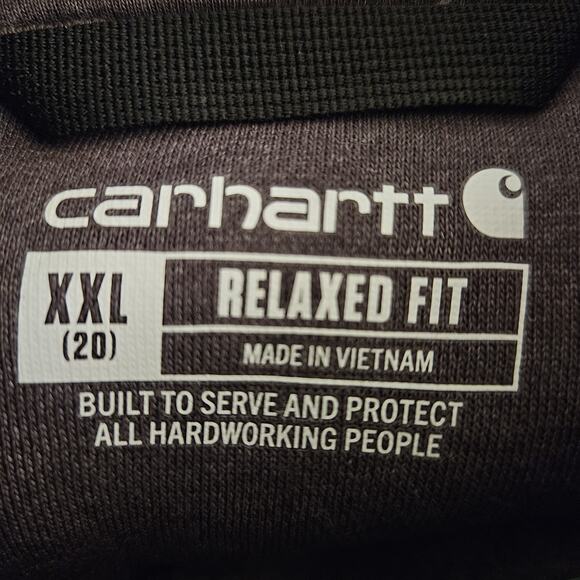 carhartt
XXL
(20)
RELAXED FIT
MADE IN VIETNAM
BUILT TO SERVE AND PROTECT
ALL HARDWORKING PEOPLE